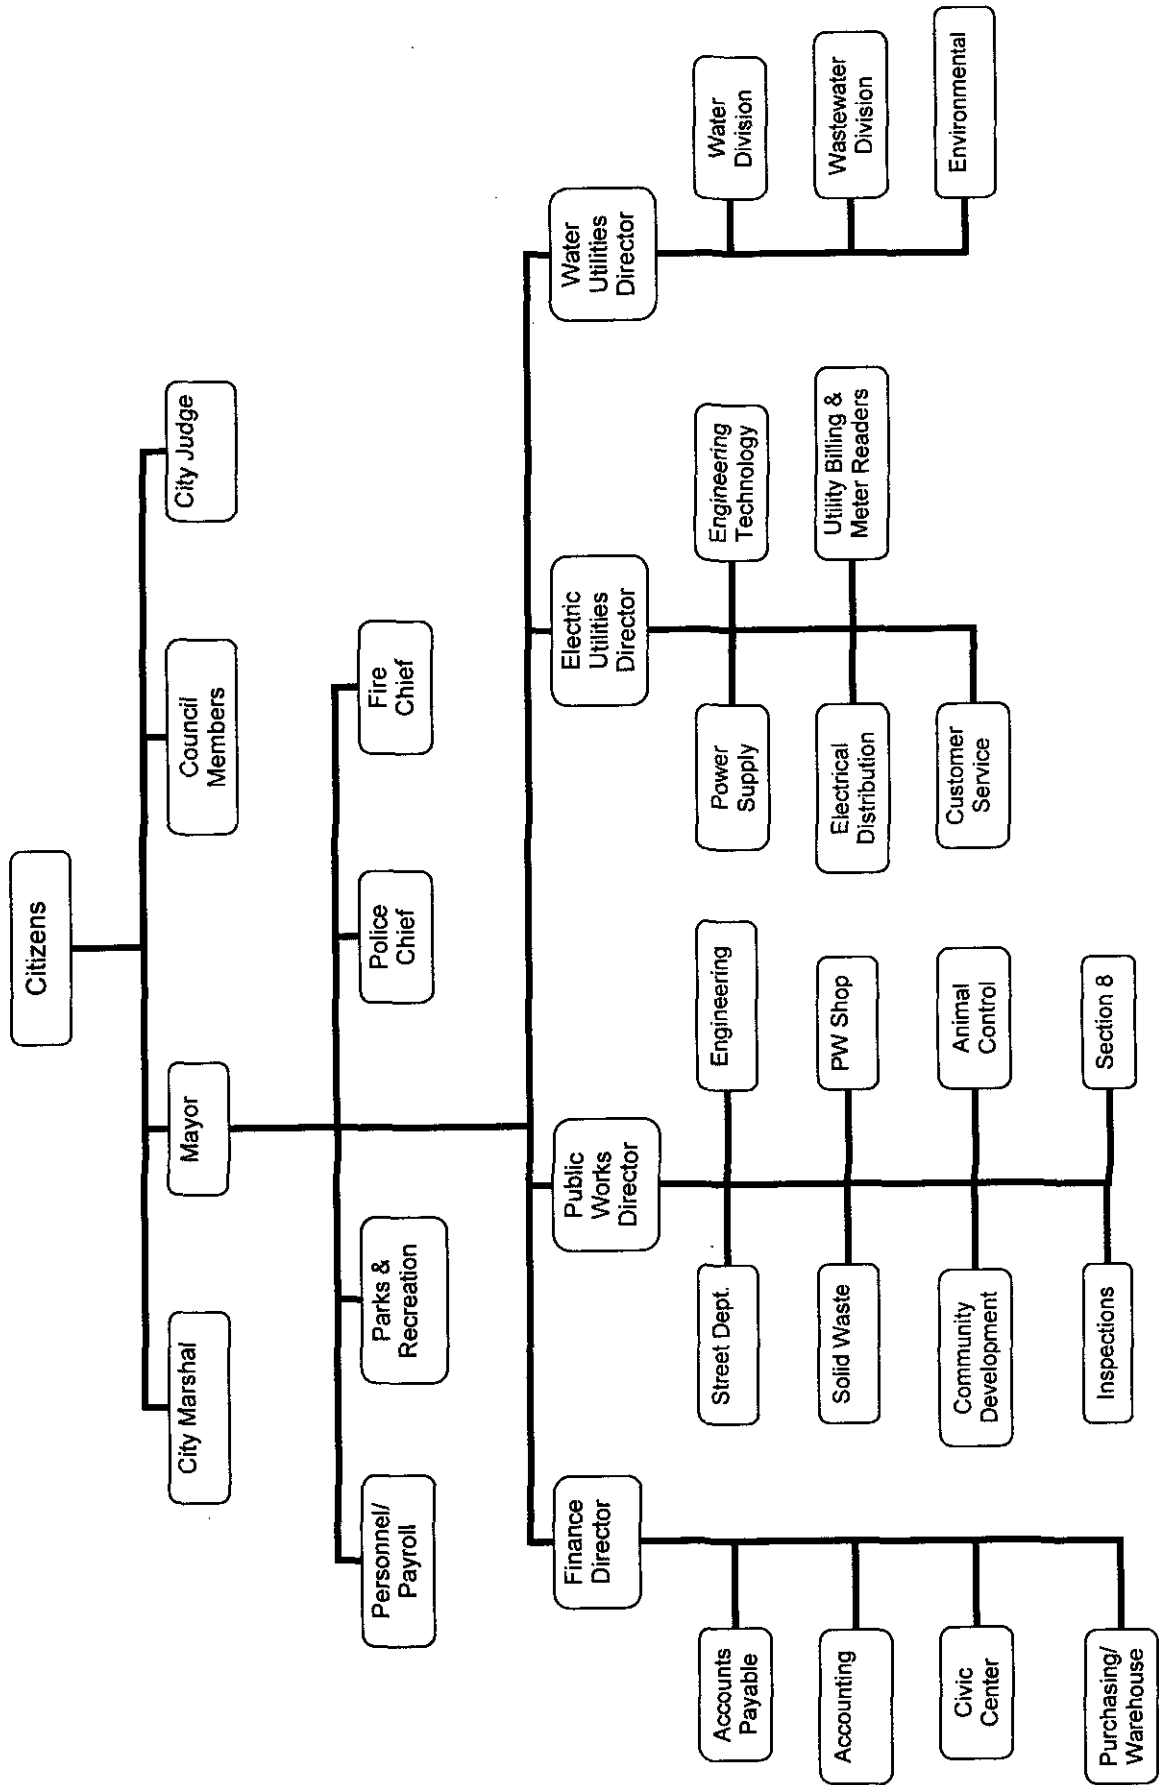 Citizens
City Marshal
Mayor
Council
Members
City Judge
Personnel/
Payroll
Parks &
Recreation
Police
Chief
Fire
Chief
Finance
Director
Public
Works
Director
Electric
Utilities
Director
Water
Utilities
Director
Accounts
Payable
Accounting
Civic
Center
Purchasing/
Warehouse
Street Dept.
Engineering
Solid Waste
PW Shop
Community
Development
Animal
Control
Inspections
Section 8
Power
Supply
Engineering
Technology
Electrical
Distribution
Utility Billing &
Meter Readers
Customer
Service
Water
Division
Wastewater
Division
Environmental